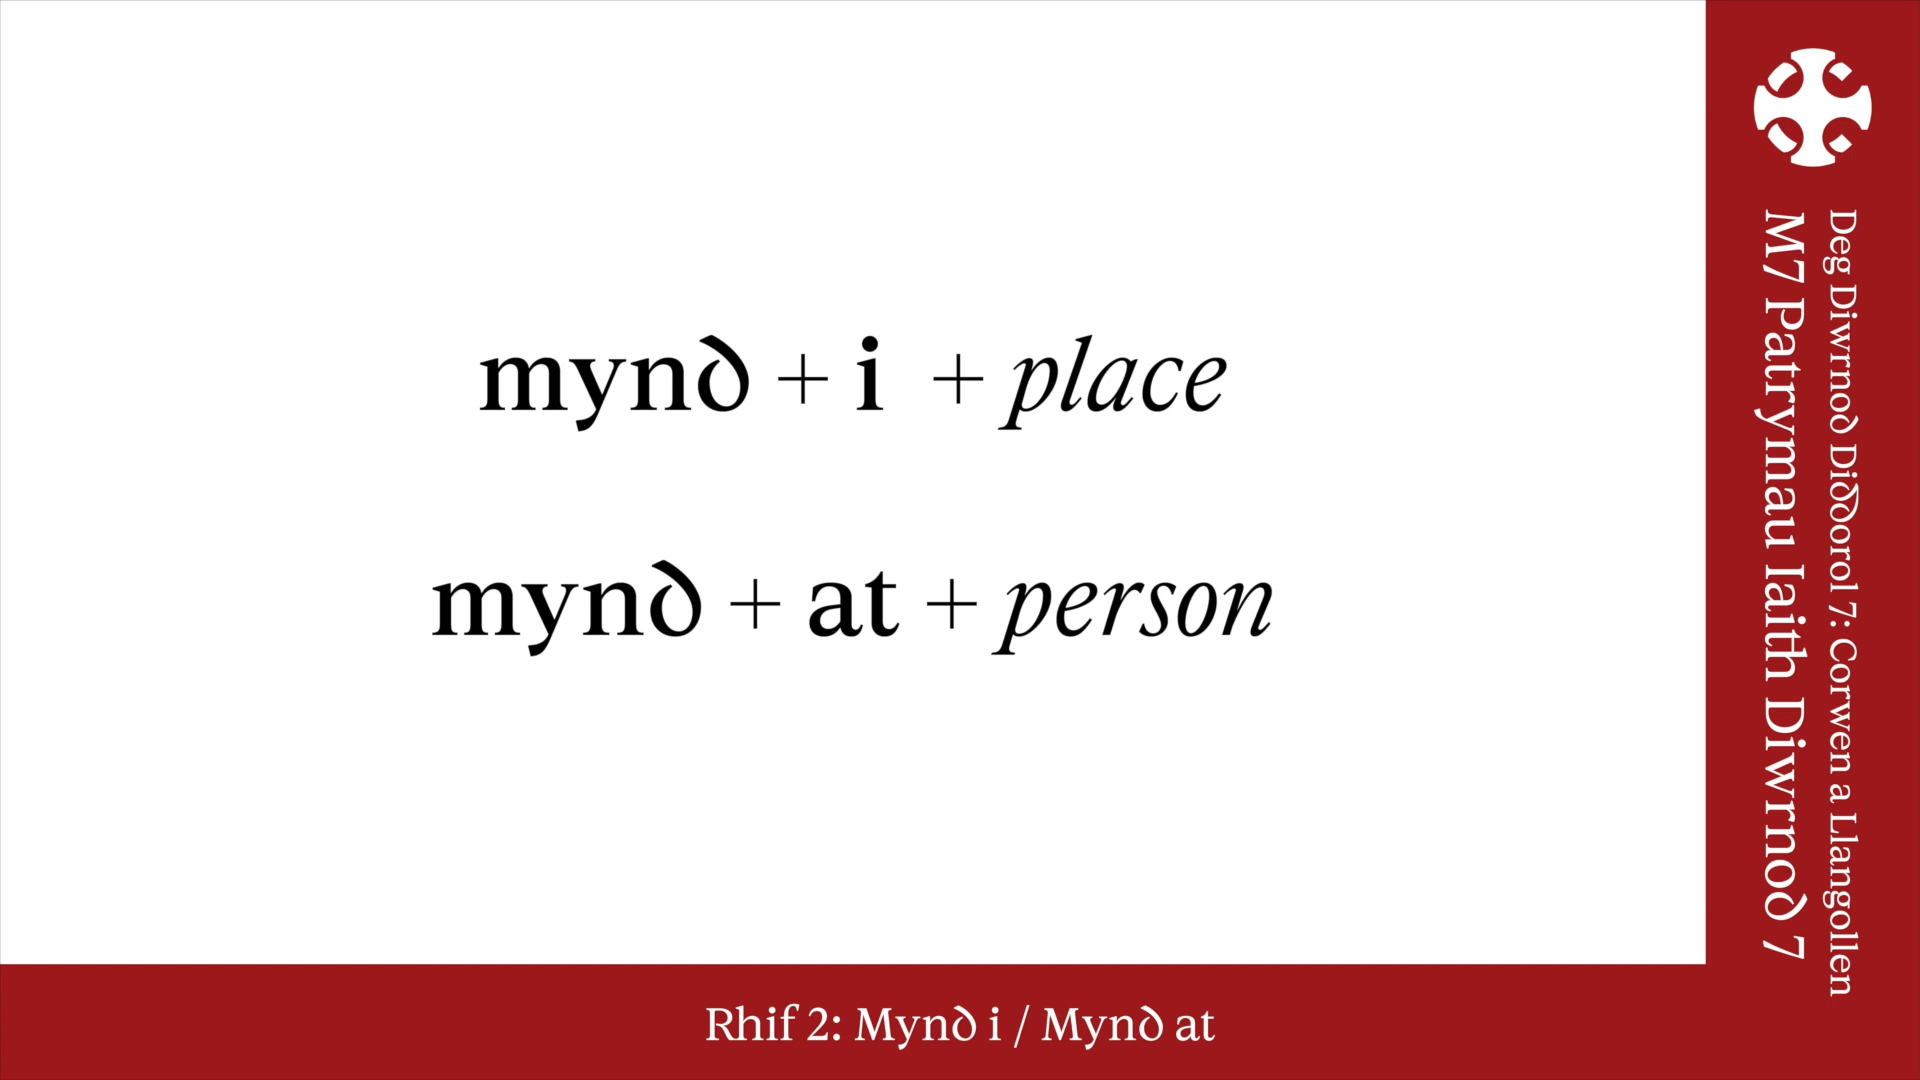 mynd + i + place
mynd + at + person
Rhif 2: Mynd i / Mynd at
Deg Diwrnod Diddorol 7: Corwen a Llangollen
M7 Patrymau Iaith Diwrnod 7